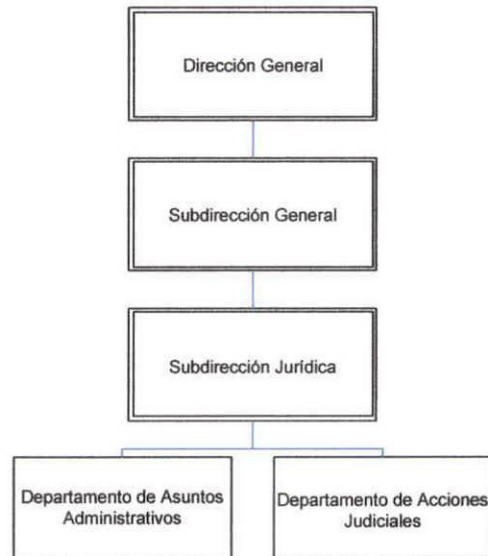 Dirección General
Subdirección General
Subdirección Jurídica
Departamento de Asuntos
Administrativos
Departamento de Acciones
Judiciales